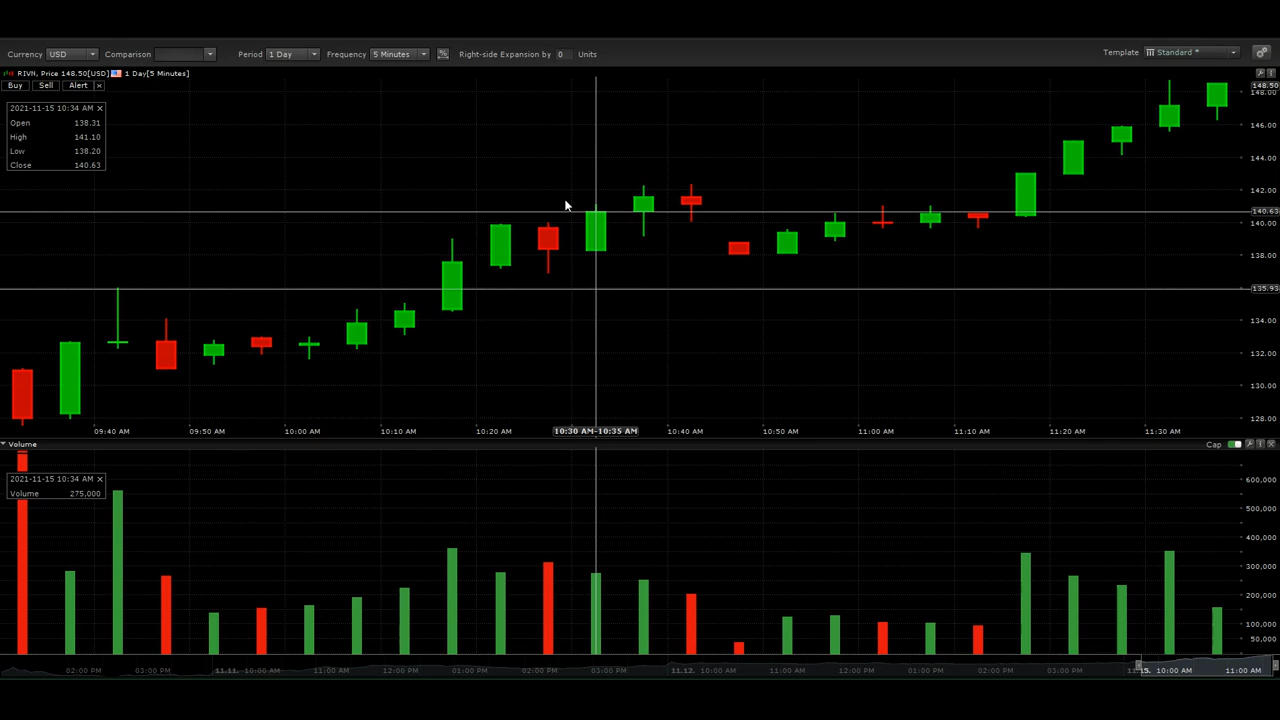 Currency USD Comparison Period 1 Day Frequency 5 Minutes % Right-side Expansion by 0 Units Template Standard *
RIVN, Price 148.50[USD] 1 Day[5 Minutes]
Buy Sell Alert ×
2021-11-15 10:34 AM ×
Open 138.31
High 141.10
Low 138.20
Close 140.63
148.50
148.00
146.00
144.00
142.00
140.63
140.00
138.00
135.93
134.00
132.00
130.00
128.00
09:40 AM 09:50 AM 10:00 AM 10:10 AM 10:20 AM 10:30 AM-10:35 AM 10:40 AM 10:50 AM 11:00 AM 11:10 AM 11:20 AM 11:30 AM
Volume Cap
2021-11-15 10:34 AM ×
Volume 275,000
600,000
500,000
400,000
300,000
200,000
100,000
50,000
02:00 PM 03:00 PM 11.11. 10:00 AM 11:00 AM 12:00 PM 01:00 PM 02:00 PM 03:00 PM 11.12. 10:00 AM 11:00 AM 12:00 PM 01:00 PM 02:00 PM 03:00 PM 15. 10:00 AM 11:00 AM